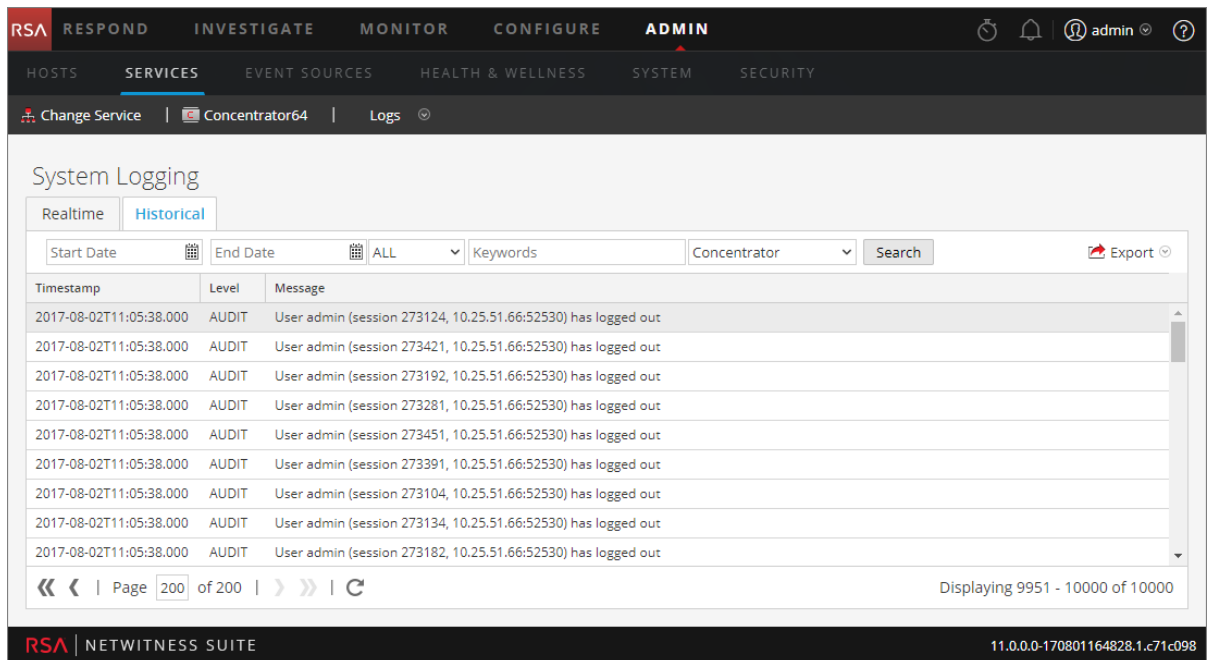 RSA RESPOND INVESTIGATE MONITOR CONFIGURE ADMIN admin ?
HOSTS SERVICES EVENT SOURCES HEALTH & WELLNESS SYSTEM SECURITY
Change Service | C Concentrator64 | Logs
System Logging
Realtime Historical
Start Date End Date ALL Keywords Concentrator Search Export
Timestamp Level Message
2017-08-02T11:05:38.000 AUDIT User admin (session 273124, 10.25.51.66:52530) has logged out
2017-08-02T11:05:38.000 AUDIT User admin (session 273421, 10.25.51.66:52530) has logged out
2017-08-02T11:05:38.000 AUDIT User admin (session 273192, 10.25.51.66:52530) has logged out
2017-08-02T11:05:38.000 AUDIT User admin (session 273281, 10.25.51.66:52530) has logged out
2017-08-02T11:05:38.000 AUDIT User admin (session 273451, 10.25.51.66:52530) has logged out
2017-08-02T11:05:38.000 AUDIT User admin (session 273391, 10.25.51.66:52530) has logged out
2017-08-02T11:05:38.000 AUDIT User admin (session 273104, 10.25.51.66:52530) has logged out
2017-08-02T11:05:38.000 AUDIT User admin (session 273134, 10.25.51.66:52530) has logged out
2017-08-02T11:05:38.000 AUDIT User admin (session 273182, 10.25.51.66:52530) has logged out
| Page 200 of 200 | | Displaying 9951 - 10000 of 10000
RSA | NETWITNESS SUITE 11.0.0.0-170801164828.1.c71c098